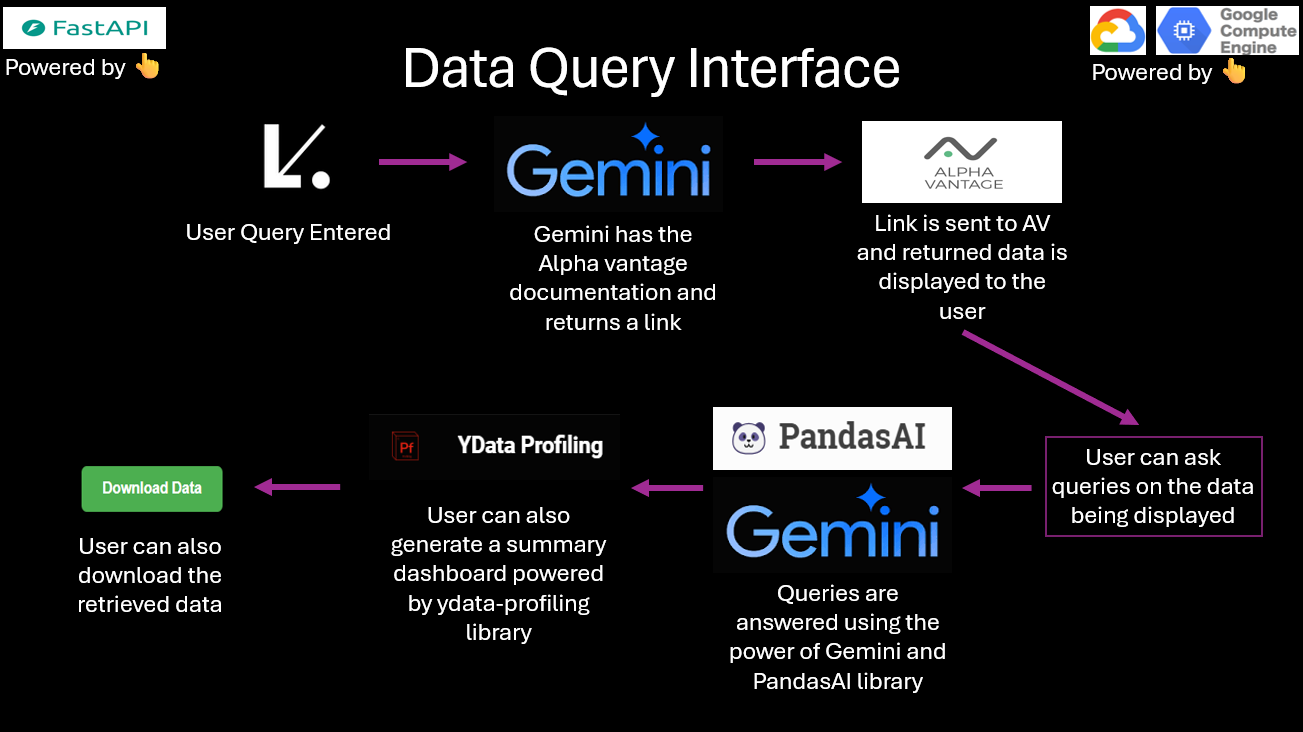 FastAPI
Powered by
Google
Compute
Engine
Powered by
Data Query Interface
User Query Entered
Gemini
Gemini has the
Alpha vantage
documentation and
returns a link
ALPHA
VANTAGE
Link is sent to AV
and returned data is
displayed to the
user
User can ask
queries on the data
being displayed
PandasAI
Gemini
Queries are
answered using the
power of Gemini and
PandasAI library
Pf
YData Profiling
User can also
generate a summary
dashboard powered
by ydata-profiling
library
Download Data
User can also
download the
retrieved data